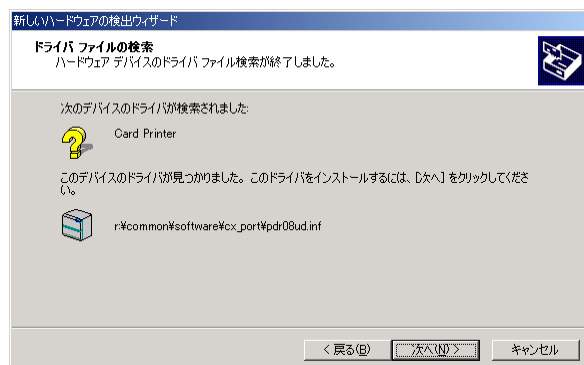 新しいハードウェアの検出ウィザード
ドライバ ファイルの検索
ハードウェア デバイスのドライバ ファイル検索が終了しました。
次のデバイスのドライバが検索されました:
Card Printer
このデバイスのドライバが見つかりました。このドライバをインストールするには、[次へ] をクリックしてくださ
い。
r:¥common¥software¥cx_port¥pdr08ud.inf
< 戻る(B)
次へ(N) >
キャンセル